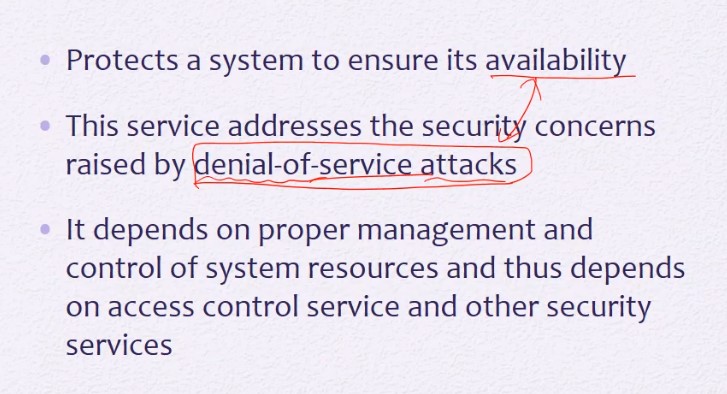 • Protects a system to ensure its availability
• This service addresses the security concerns
raised by denial-of-service attacks
• It depends on proper management and
control of system resources and thus depends
on access control service and other security
services